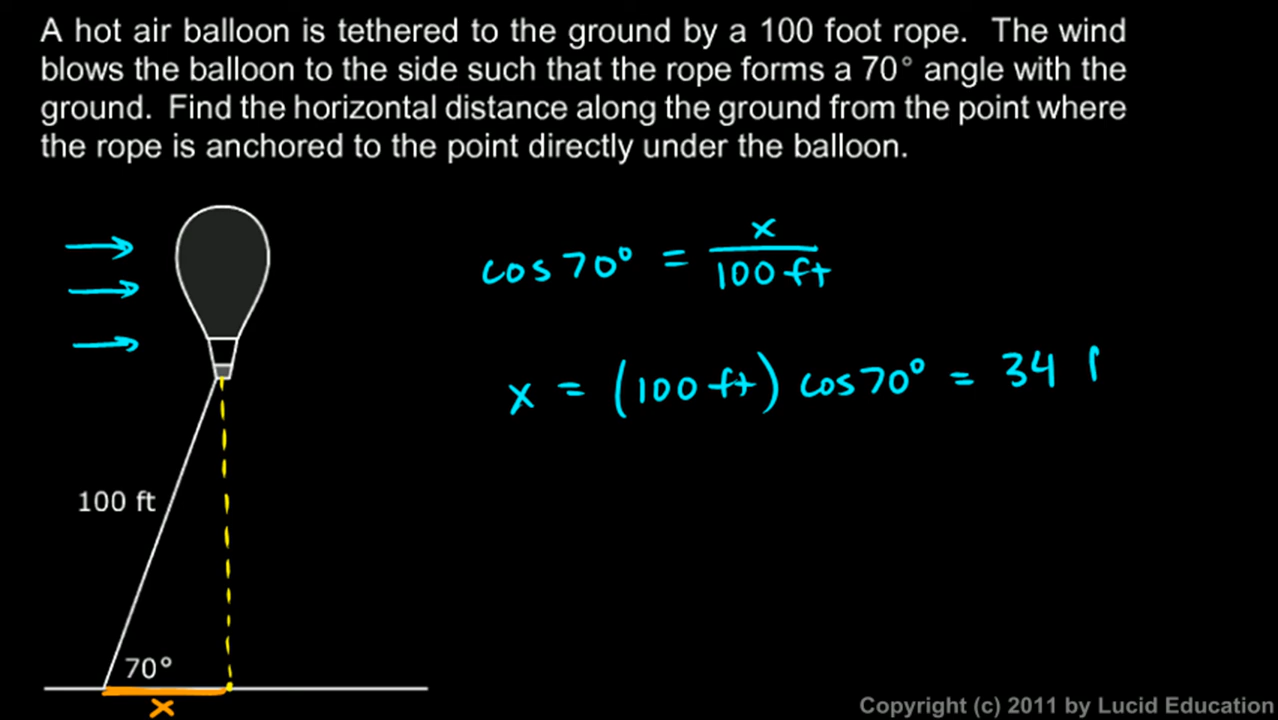 A hot air balloon is tethered to the ground by a 100 foot rope. The wind
blows the balloon to the side such that the rope forms a 70° angle with the
ground. Find the horizontal distance along the ground from the point where
the rope is anchored to the point directly under the balloon.
cos 70° = x / 100 ft
x = (100 ft) cos 70° = 34
100 ft
70°
x
Copyright (c) 2011 by Lucid Education